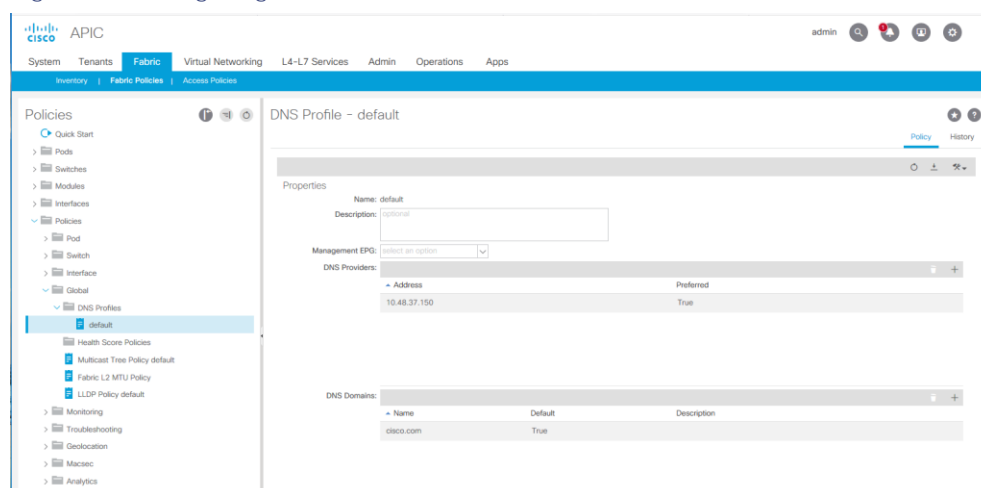 CISCO APIC admin 1
System Tenants Fabric Virtual Networking L4-L7 Services Admin Operations Apps
Inventory | Fabric Policies | Access Policies
Policies
Quick Start
Pods
Switches
Modules
Interfaces
Policies
Pod
Switch
Interface
Global
DNS Profiles
default
Health Score Policies
Multicast Tree Policy default
Fabric L2 MTU Policy
LLDP Policy default
Monitoring
Troubleshooting
Geolocation
Macsec
Analytics
DNS Profile - default
Policy History
Properties
Name: default
Description: optional
Management EPG: select an option
DNS Providers:
Address Preferred
10.48.37.150 True
DNS Domains:
Name Default Description
cisco.com True